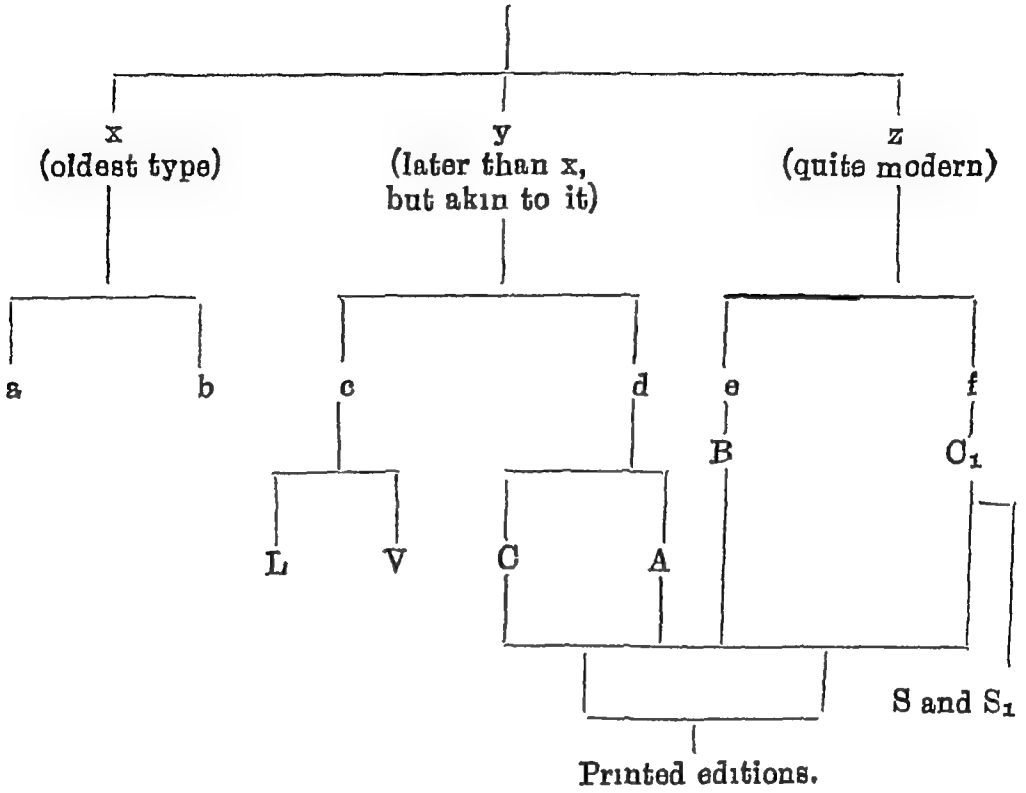 x
(oldest type)
y
(later than x,
but akin to it)
z
(quite modern)
a
b
c
d
e
f
B
C1
L
V
C
A
S and S1
Printed editions.